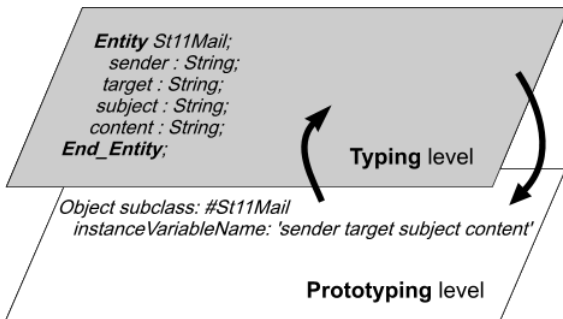 Entity St11Mail;
sender : String;
target : String;
subject : String;
content : String;
End_Entity;
Typing level
Object subclass: #St11Mail
instanceVariableName: 'sender target subject content'
Prototyping level